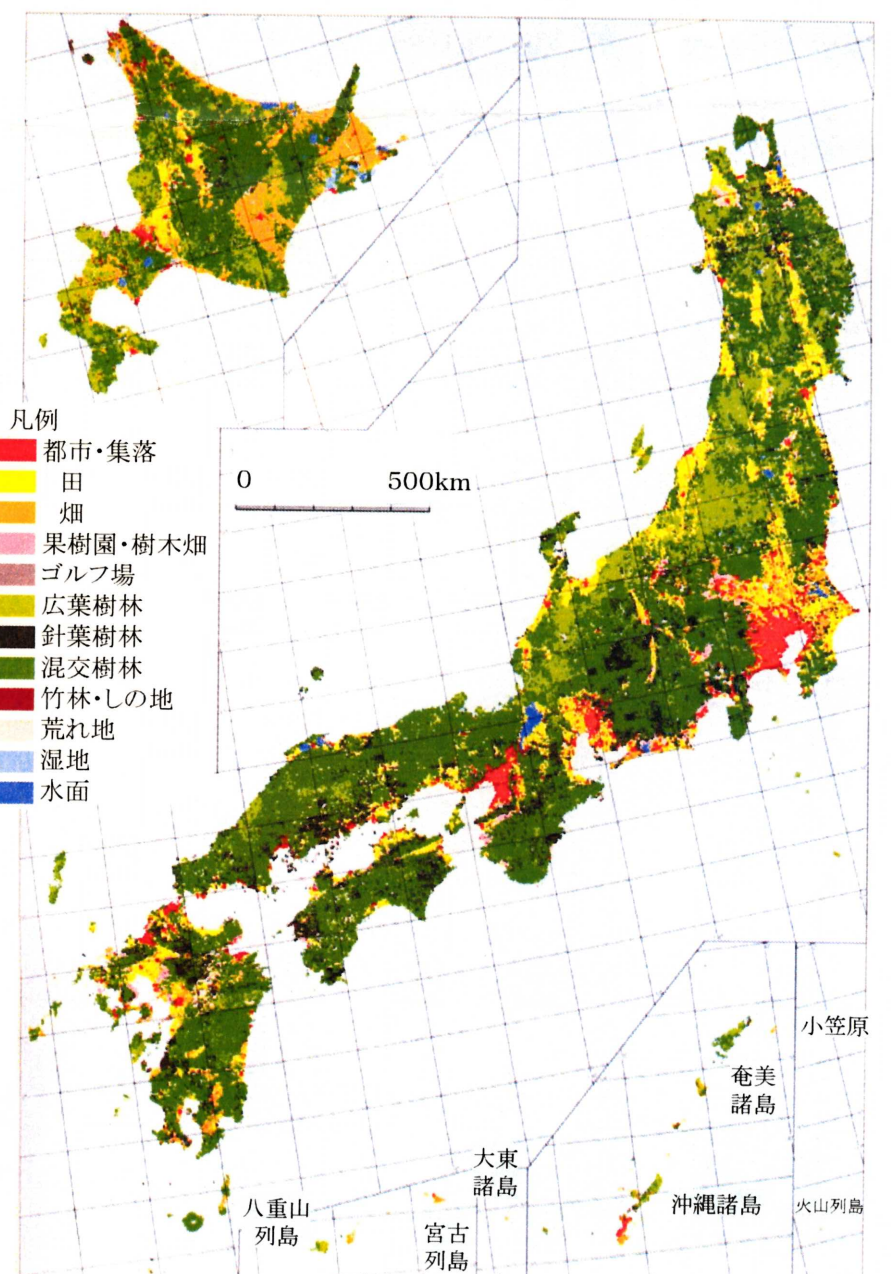 凡例
都市・集落
田
畑
果樹園・樹木畑
ゴルフ場
広葉樹林
針葉樹林
混交樹林
竹林・しの地
荒れ地
湿地
水面
0 500km
小笠原
奄美
諸島
大東
諸島
沖縄諸島
火山列島
八重山
列島
宮古
列島